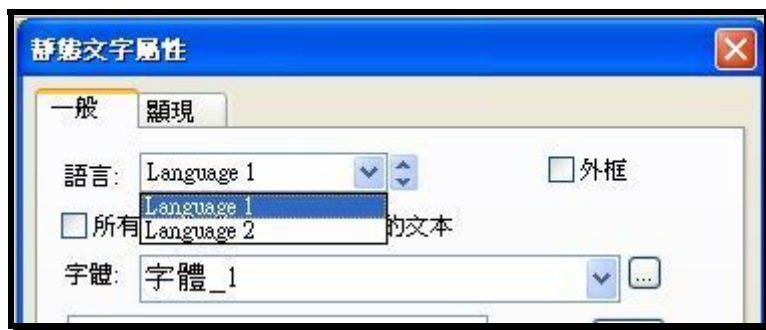 靜態文字屬性
一般 顯現
語言: Language 1 外框
Language 1
所有 Language 2 的文本
字體: 字體_1 ...